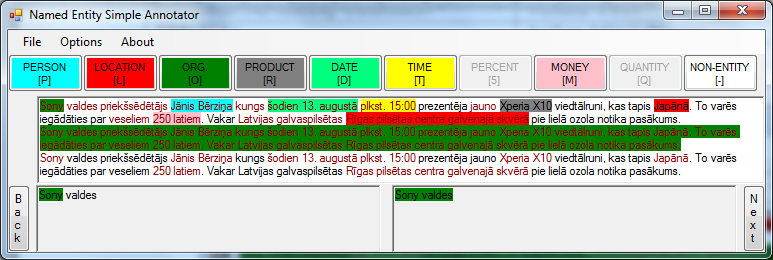 Named Entity Simple Annotator
File Options About
PERSON [P]
LOCATION [L]
ORG. [O]
PRODUCT [R]
DATE [D]
TIME [T]
PERCENT [5]
MONEY [M]
QUANTITY [Q]
NON-ENTITY [-]
Sony valdes priekšsēdētājs Jānis Bērziņa kungs šodien 13. augustā plkst. 15:00 prezentēja jauno Xperia X10 viedtālruni, kas tapis Japānā. To varēs
iegādāties par veseliem 250 latiem. Vakar Latvijas galvaspilsētas Rīgas pilsētas centra galvenajā skvērā pie lielā ozola notika pasākums.
Sony valdes priekšsēdētājs Jānis Bērziņa kungs šodien 13. augustā plkst. 15:00 prezentēja jauno Xperia X10 viedtālruni, kas tapis Japānā. To varēs
iegādāties par veseliem 250 latiem. Vakar Latvijas galvaspilsētas Rīgas pilsētas centra galvenajā skvērā pie lielā ozola notika pasākums.
Sony valdes priekšsēdētājs Jānis Bērziņa kungs šodien 13. augustā plkst. 15:00 prezentēja jauno Xperia X10 viedtālruni, kas tapis Japānā. To varēs
iegādāties par veseliem 250 latiem. Vakar Latvijas galvaspilsētas Rīgas pilsētas centra galvenajā skvērā pie lielā ozola notika pasākums.
Back
Sony valdes
Sony valdes
Next